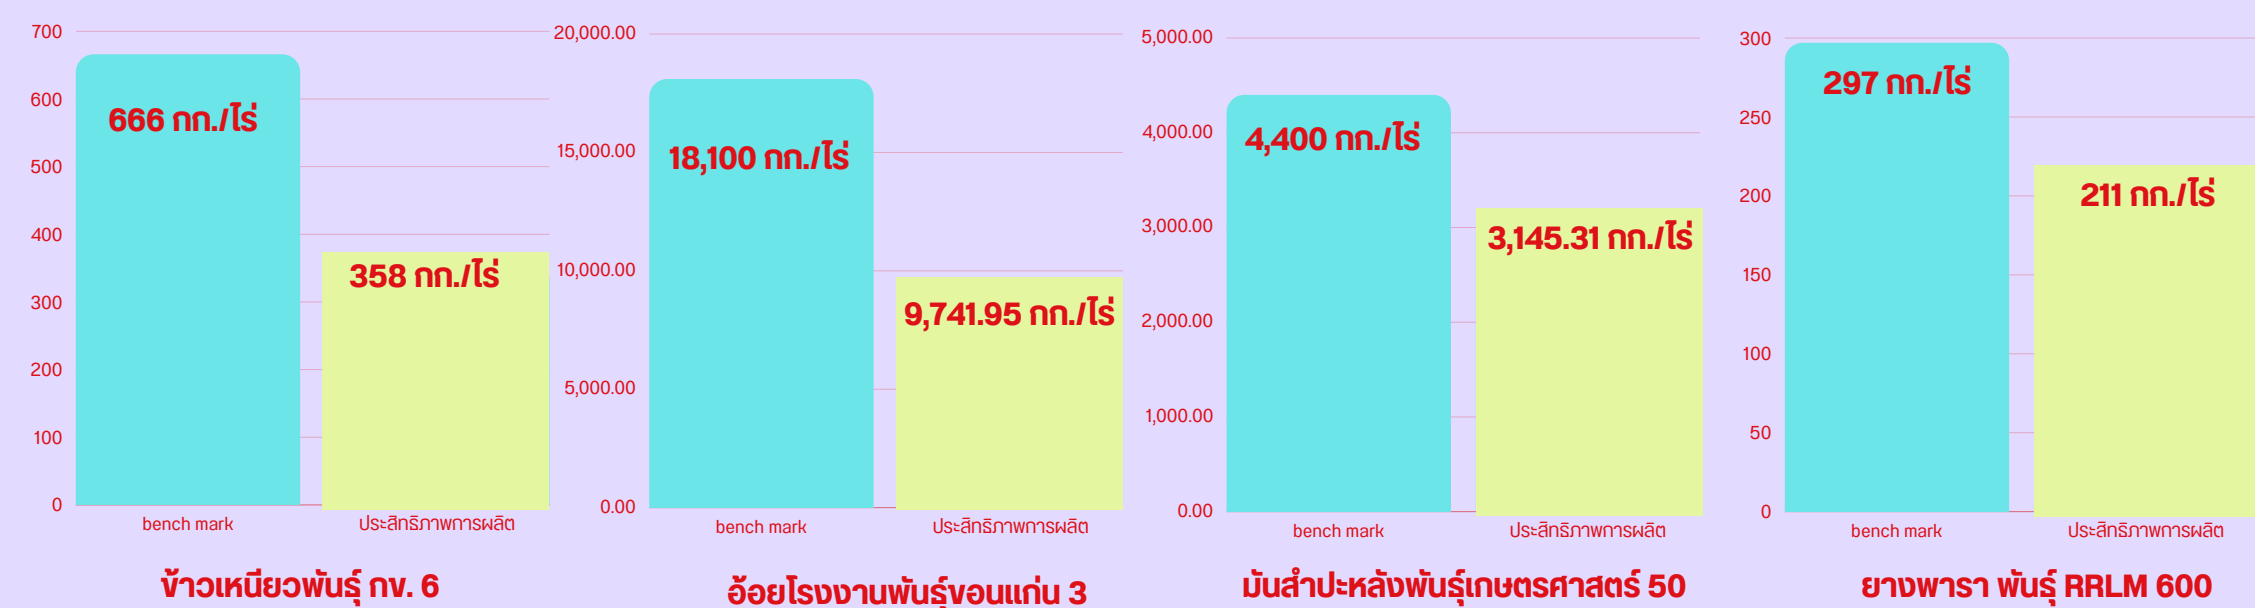 700
600
500
400
300
200
100
0
666 กก./ไร่
358 กก./ไร่
bench mark
ประสิทธิภาพการผลิต
ข้าวเหนียวพันธุ์ กข. 6
20,000.00
15,000.00
10,000.00
5,000.00
0.00
18,100 กก./ไร่
9,741.95 กก./ไร่
bench mark
ประสิทธิภาพการผลิต
อ้อยโรงงานพันธุ์ขอนแก่น 3
5,000.00
4,000.00
3,000.00
2,000.00
1,000.00
0.00
4,400 กก./ไร่
3,145.31 กก./ไร่
bench mark
ประสิทธิภาพการผลิต
มันสำปะหลังพันธุ์เกษตรศาสตร์ 50
300
250
200
150
100
50
0
297 กก./ไร่
211 กก./ไร่
bench mark
ประสิทธิภาพการผลิต
ยางพารา พันธุ์ RRLM 600